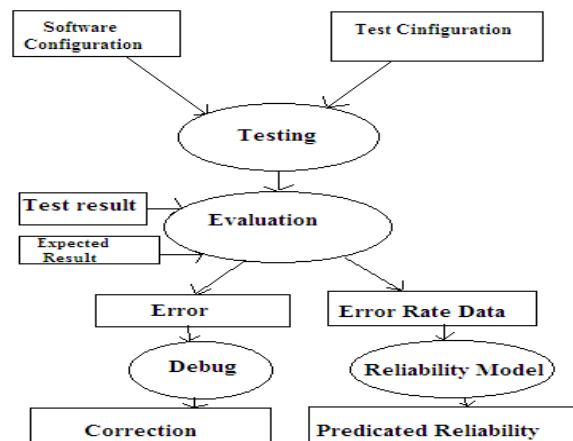 Software
Configuration
Test Cinfiguration
Testing
Test result
Evaluation
Expected
Result
Error
Error Rate Data
Debug
Reliability Model
Correction
Predicated Reliability